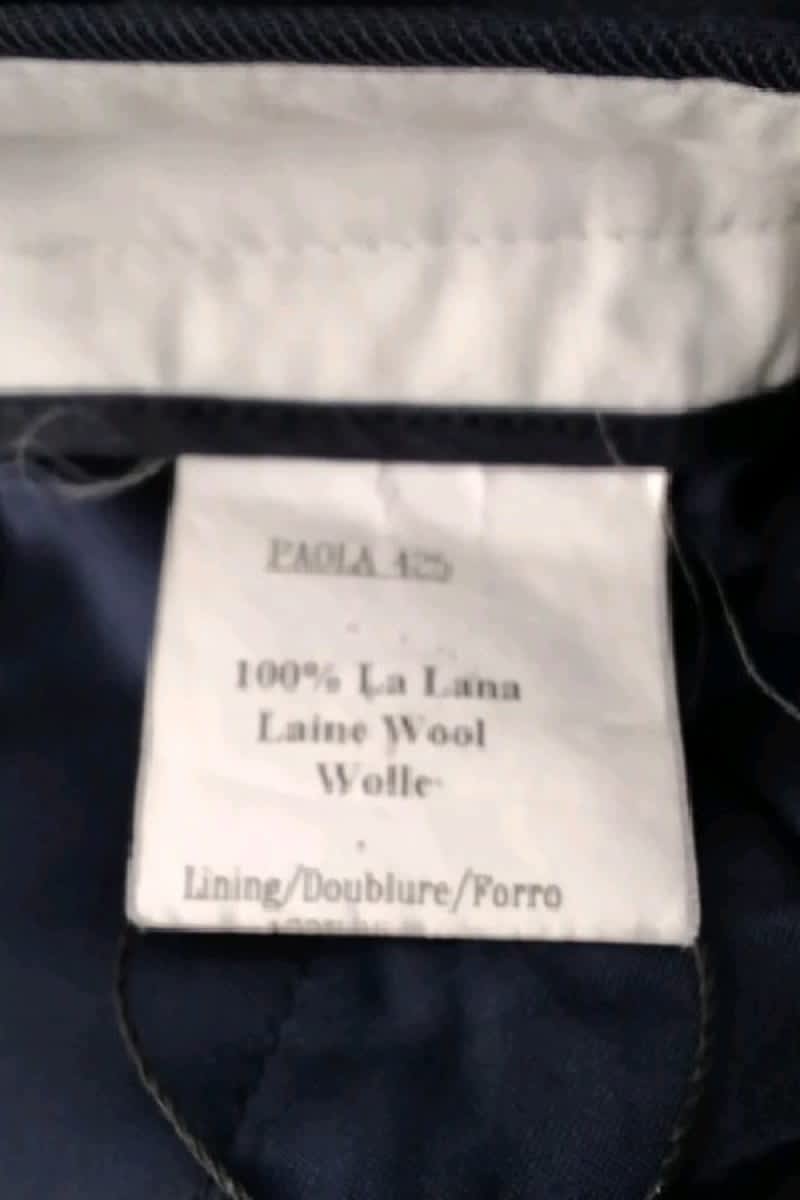 PAOLA 425
100% La Lana
Laine Wool
Wolle
Lining/Doublure/Forro